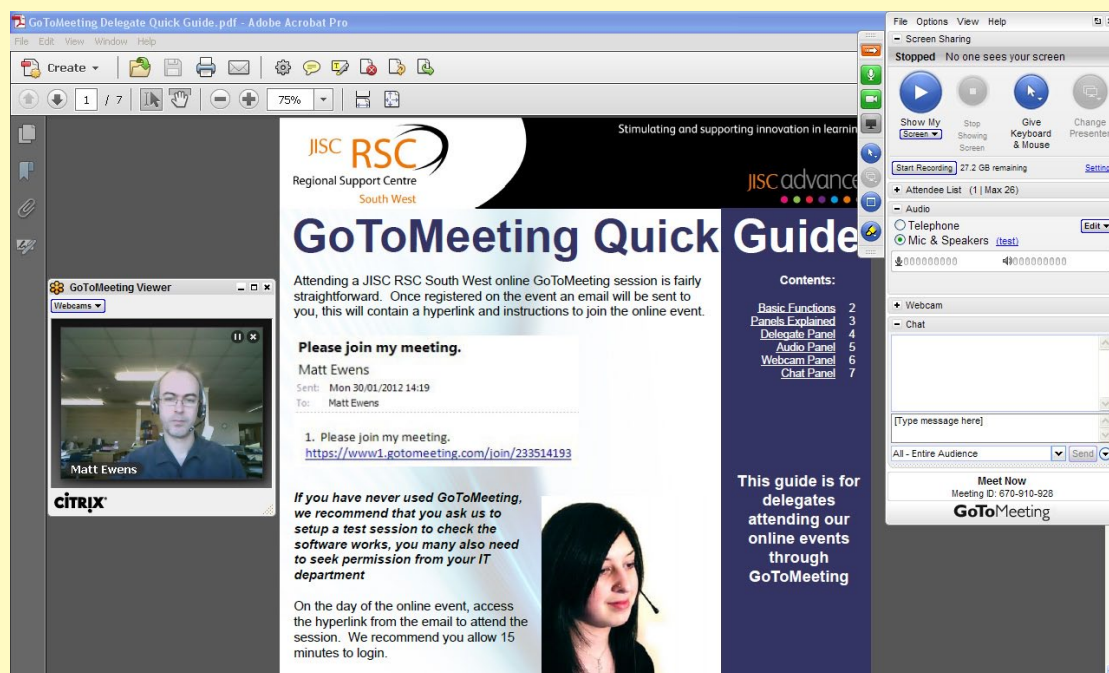 GoToMeeting Delegate Quick Guide.pdf - Adobe Acrobat Pro
File Edit View Window Help
Create
1 / 7
75%
JISC RSC
Regional Support Centre
South West
Stimulating and supporting innovation in learnin
JISC advance
GoToMeeting Quick Guide
Attending a JISC RSC South West online GoToMeeting session is fairly
straightforward. Once registered on the event an email will be sent to
you, this will contain a hyperlink and instructions to join the online event.
Please join my meeting.
Matt Ewens
Sent: Mon 30/01/2012 14:19
To: Matt Ewens
1. Please join my meeting.
https://www1.gotomeeting.com/join/233514193
If you have never used GoToMeeting,
we recommend that you ask us to
setup a test session to check the
software works, you many also need
to seek permission from your IT
department
On the day of the online event, access
the hyperlink from the email to attend the
session. We recommend you allow 15
minutes to login.
Contents:
Basic Functions 2
Panels Explained 3
Delegate Panel 4
Audio Panel 5
Webcam Panel 6
Chat Panel 7
This guide is for
delegates
attending our
online events
through
GoToMeeting
GoToMeeting Viewer
Webcams
Matt Ewens
CITRIX
File Options View Help
Screen Sharing
Stopped No one sees your screen
Show My
Screen
Stop
Showing
Screen
Give
Keyboard
& Mouse
Change
Presenter
Start Recording 27.2 GB remaining Setting
Attendee List (1 | Max 26)
Audio
Telephone Edit
Mic & Speakers (test)
Webcam
Chat
[Type message here]
All - Entire Audience Send
Meet Now
Meeting ID: 670-910-928
GoToMeeting